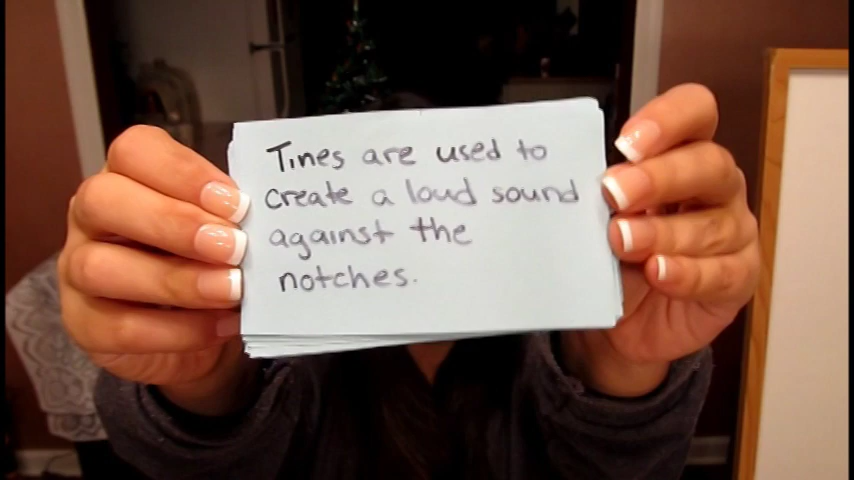 Tines are used to
create a loud sound
against the
notches.